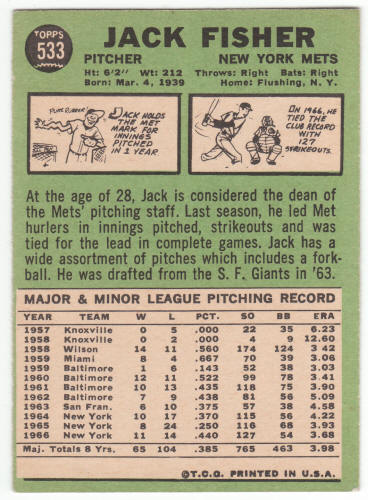 TOPPS
533
JACK FISHER
PITCHER NEW YORK METS
Ht: 6'2" Wt: 212 Throws: Right Bats: Right
Born: Mar. 4, 1939 Home: Flushing, N. Y.
JACK HOLDS
THE MET
MARK FOR
INNINGS
PITCHED
IN 1 YEAR.
IN 1966, HE
TIED THE
CLUB RECORD
WITH
127
STRIKEOUTS.
At the age of 28, Jack is considered the dean of
the Mets' pitching staff. Last season, he led Met
hurlers in innings pitched, strikeouts and was
tied for the lead in complete games. Jack has a
wide assortment of pitches which includes a fork-
ball. He was drafted from the S. F. Giants in '63.
MAJOR & MINOR LEAGUE PITCHING RECORD
YEAR TEAM W L PCT. SO BB ERA
1957 Knoxville 0 5 .000 22 35 6.23
1958 Knoxville 0 2 .000 4 9 12.60
1958 Wilson 14 11 .560 174 124 3.42
1959 Miami 8 4 .667 70 39 3.06
1959 Baltimore 1 6 .143 52 38 3.03
1960 Baltimore 12 11 .522 99 78 3.41
1961 Baltimore 10 13 .435 118 75 3.90
1962 Baltimore 7 9 .438 81 56 5.09
1963 San Fran. 6 10 .375 57 38 4.58
1964 New York 10 17 .370 115 56 4.22
1965 New York 8 24 .250 116 68 3.93
1966 New York 11 14 .440 127 54 3.68
Maj. Totals 8 Yrs. 65 104 .385 765 463 3.98
©T.C.G. PRINTED IN U.S.A.